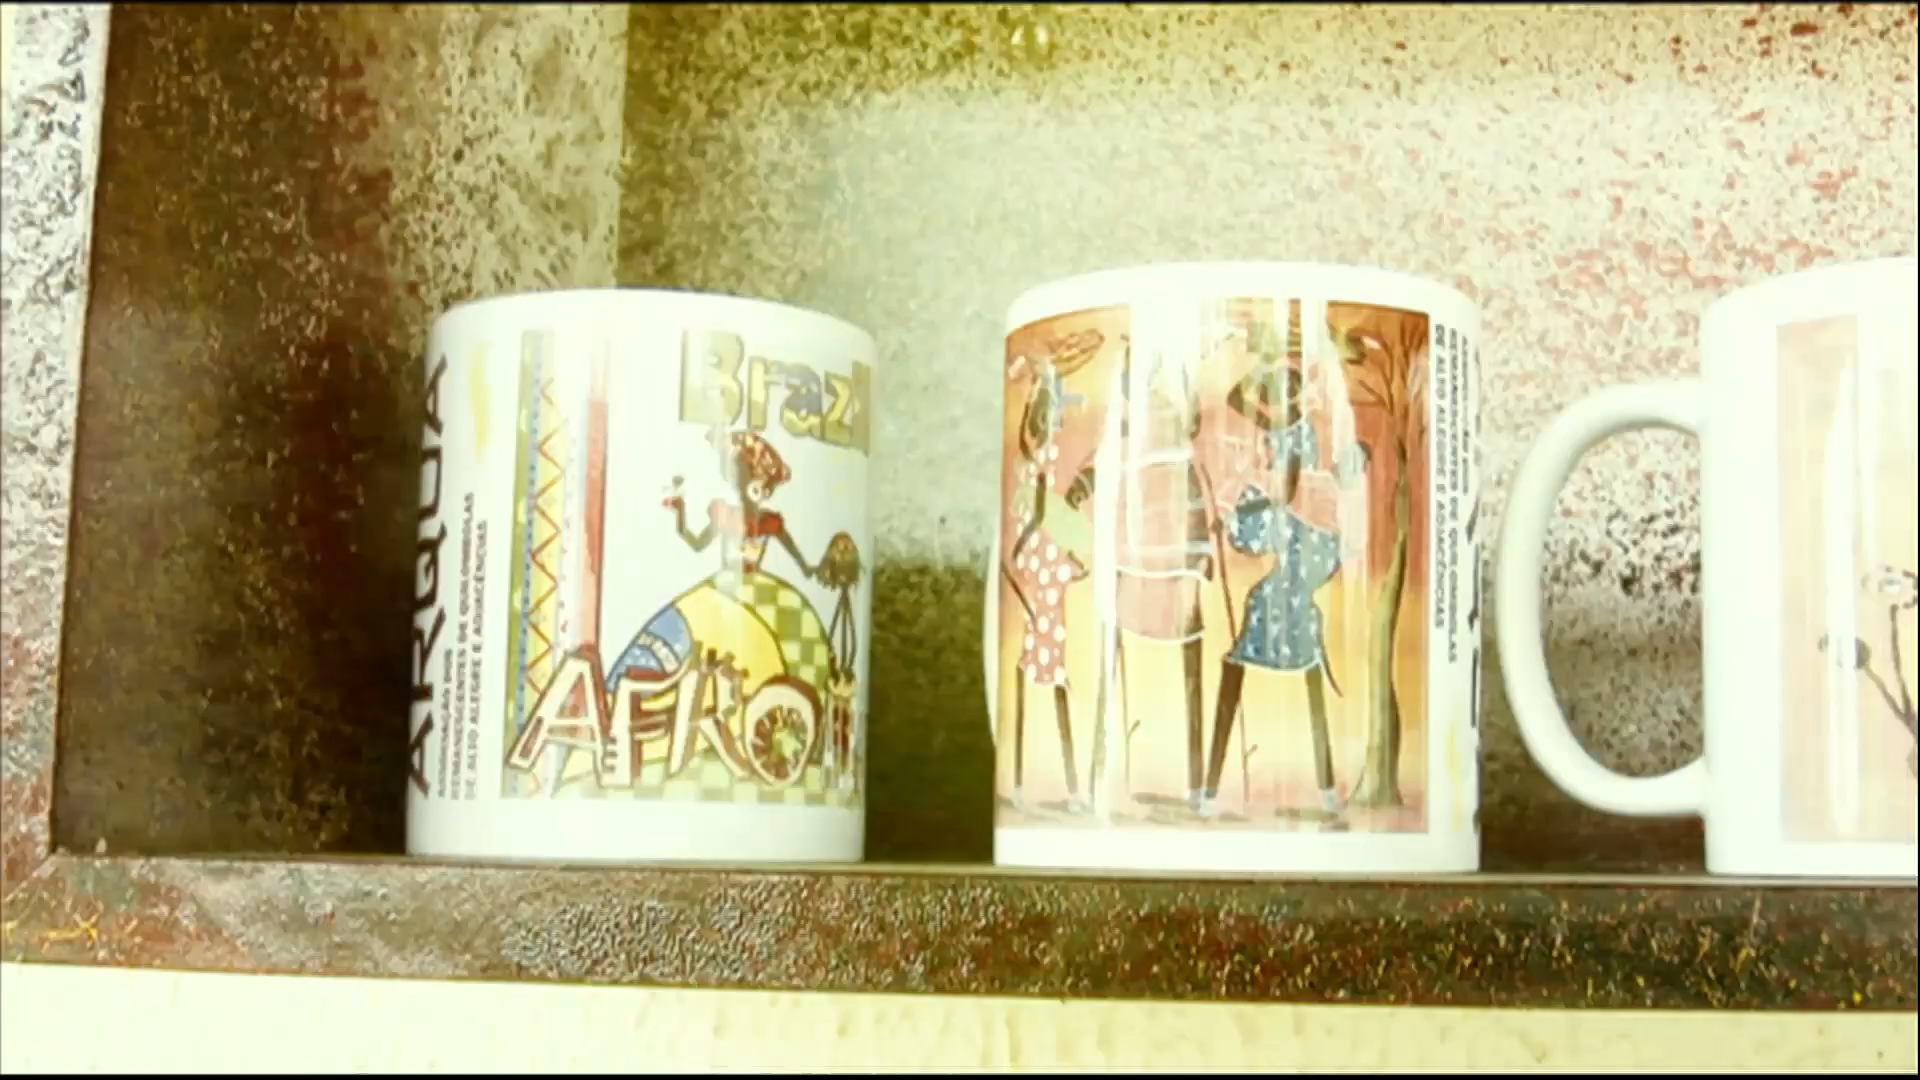 ARQUA
ASSOCIAÇÃO DOS
REMANESCENTES DE QUILOMBOLAS
DE ALTO ALEGRE E ADJACÊNCIAS
Brazil
AFRO
REMANESCENTES DE QUILOMBOLAS
DE ALTO ALEGRE E ADJACÊNCIAS